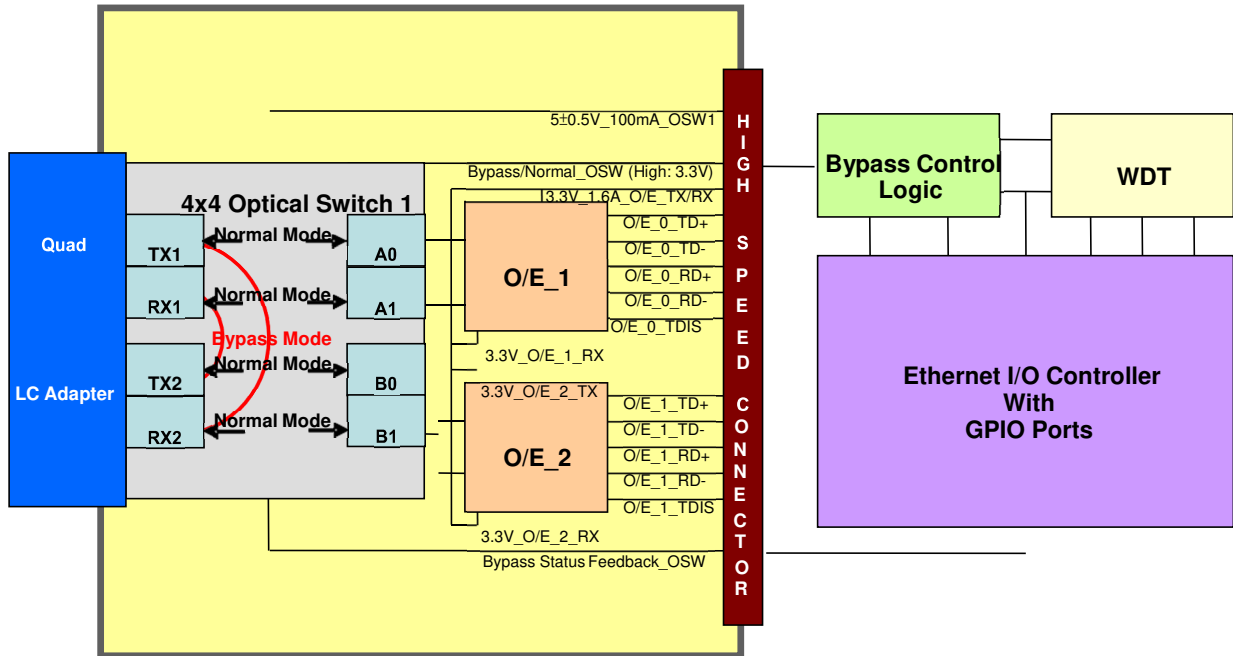 5±0.5V_100mA_OSW1
Bypass/Normal_OSW (High: 3.3V)
I3.3V_1.6A_O/E_TX/RX
Quad
LC Adapter
4x4 Optical Switch 1
TX1
Normal Mode
A0
RX1
Normal Mode
A1
Bypass Mode
TX2
Normal Mode
B0
RX2
Normal Mode
B1
O/E_1
O/E_0_TD+
O/E_0_TD-
O/E_0_RD+
O/E_0_RD-
O/E_0_TDIS
3.3V_O/E_1_RX
3.3V_O/E_2_TX
O/E_2
O/E_1_TD+
O/E_1_TD-
O/E_1_RD+
O/E_1_RD-
O/E_1_TDIS
3.3V_O/E_2_RX
Bypass Status Feedback_OSW
HIGH SPEED CONNECTOR
Bypass Control
Logic
WDT
Ethernet I/O Controller
With
GPIO Ports